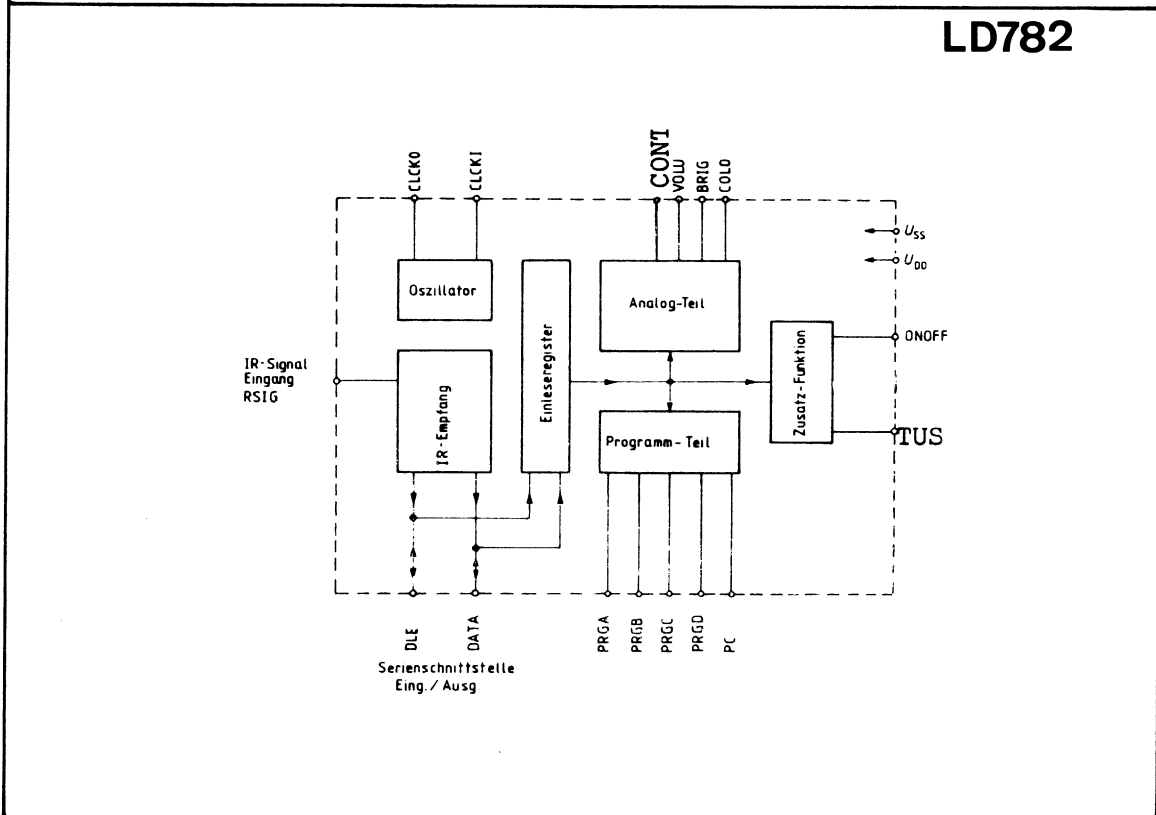 LD782
CLCKO
CLCKI
CONT
VOLU
BRIG
COLO
USS
UDD
Oszillator
Analog-Teil
Einleseregister
Zusatz-Funktion
ONOFF
IR-Signal
Eingang
RSIG
IR-Empfang
Programm-Teil
TUS
DLE
DATA
PRGA
PRGB
PRGC
PRGD
PC
Serienschnittstelle
Eing./Ausg